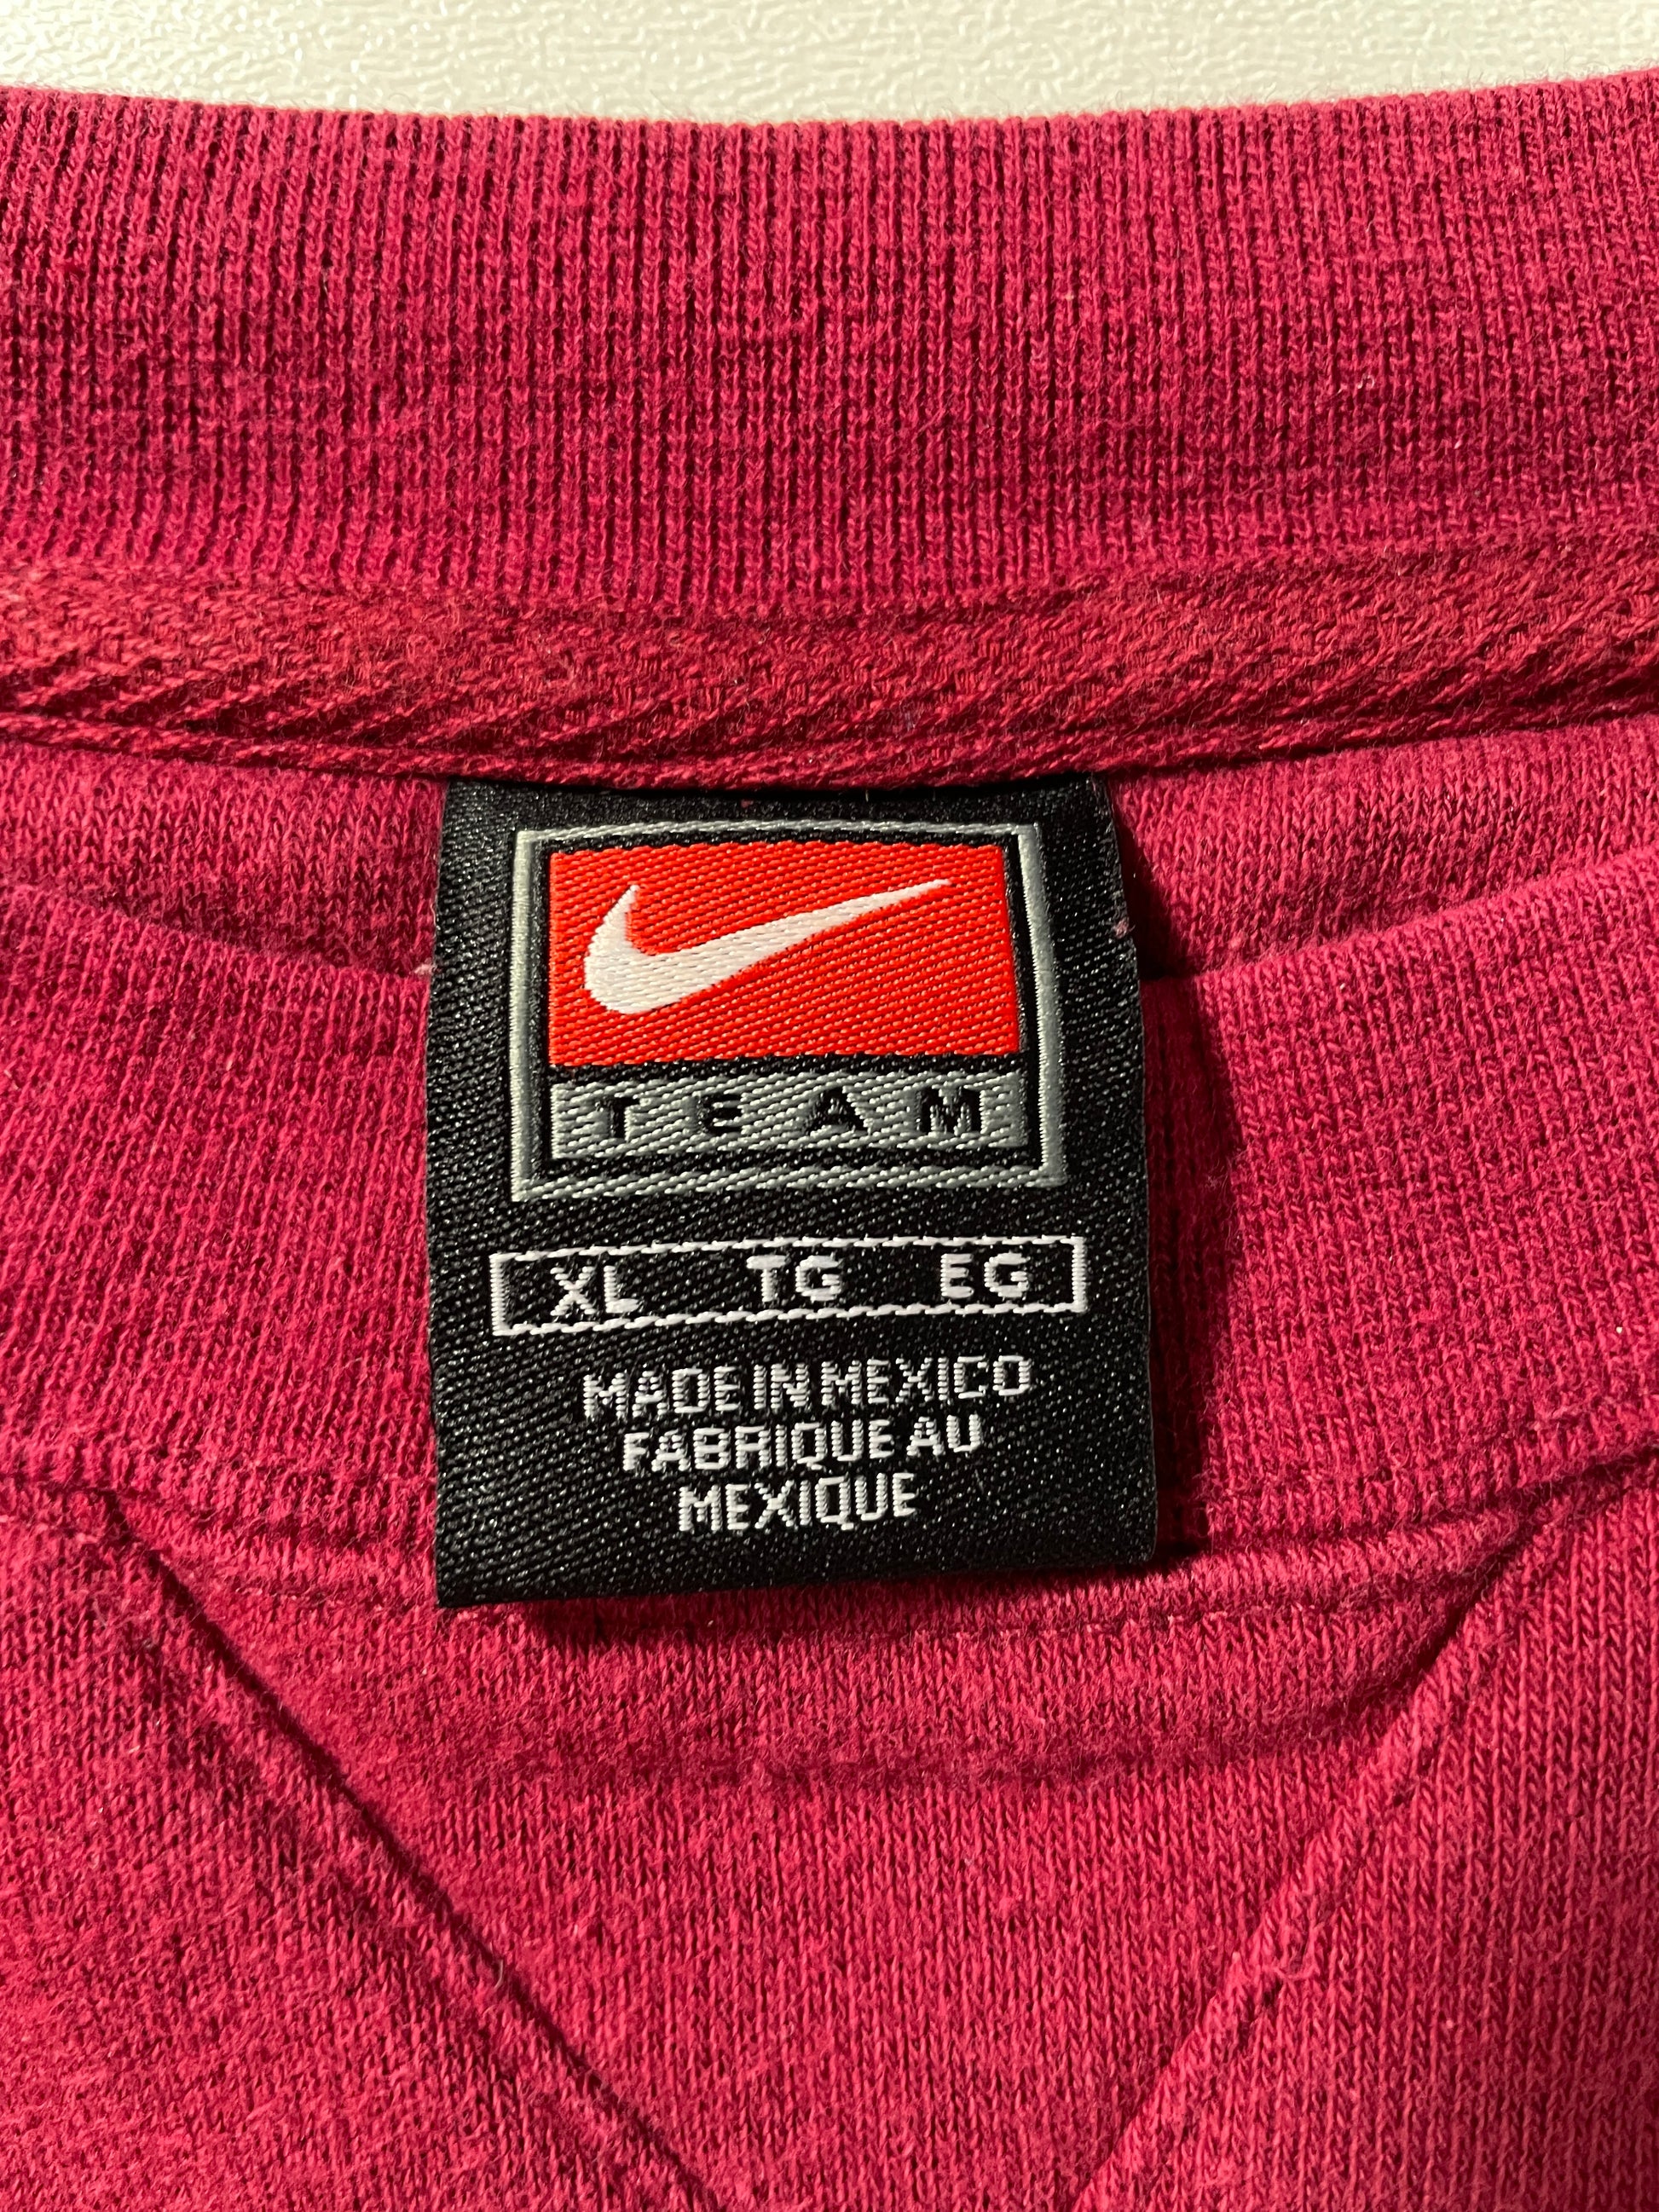 TEAM
XL TG EG
MADE IN MEXICO
FABRIQUE AU
MEXIQUE